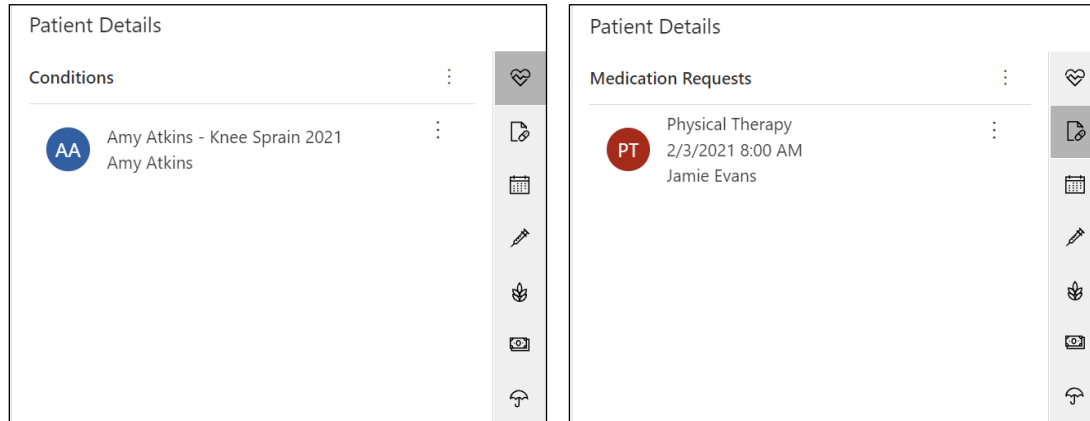 Patient Details
Conditions
AA
Amy Atkins - Knee Sprain 2021
Amy Atkins
Patient Details
Medication Requests
PT
Physical Therapy
2/3/2021 8:00 AM
Jamie Evans